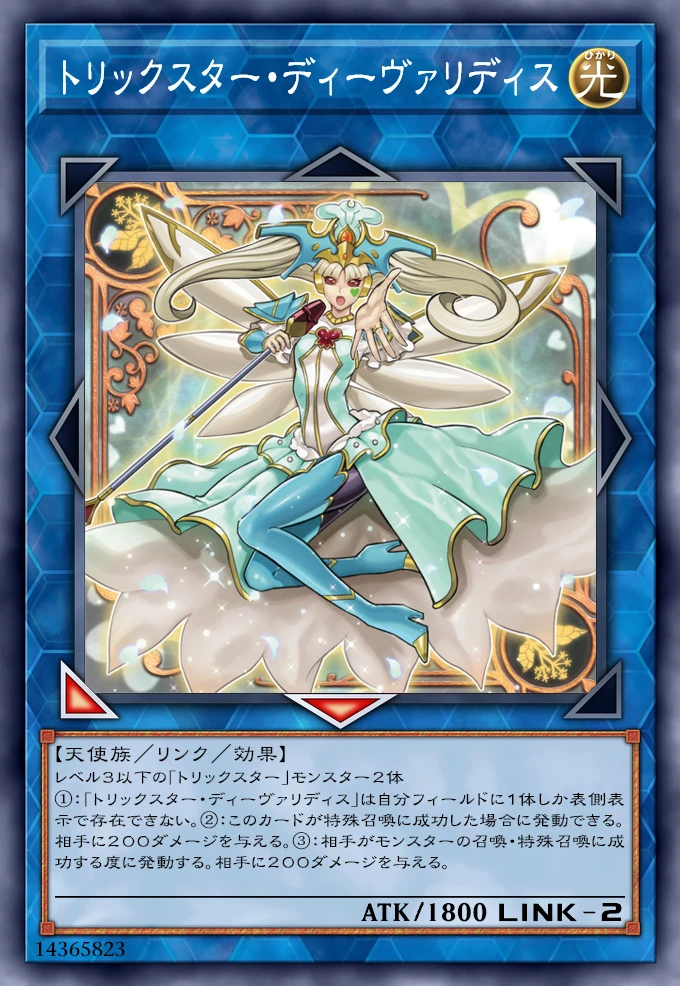 トリックスター・ディーヴァリディス
ひかり
光
【天使族／リンク／効果】
レベル３以下の「トリックスター」モンスター２体
①：「トリックスター・ディーヴァリディス」は自分フィールドに１体しか表側表
示で存在できない。②：このカードが特殊召喚に成功した場合に発動できる。
相手に２００ダメージを与える。③：相手がモンスターの召喚・特殊召喚に成
功する度に発動する。相手に２００ダメージを与える。
ATK/1800 LINK-2
14365823